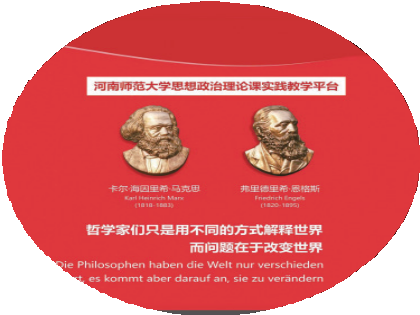 河南师范大学思想政治理论课实践教学平台
卡尔·海因里希·马克思
Karl Heinrich Marx
(1818-1883)
弗里德里希·恩格斯
Friedrich Engels
(1820-1895)
哲学家们只是用不同的方式解释世界
而问题在于改变世界
Die Philosophen haben die Welt nur verschieden
, es kommt aber darauf an, sie zu verändern